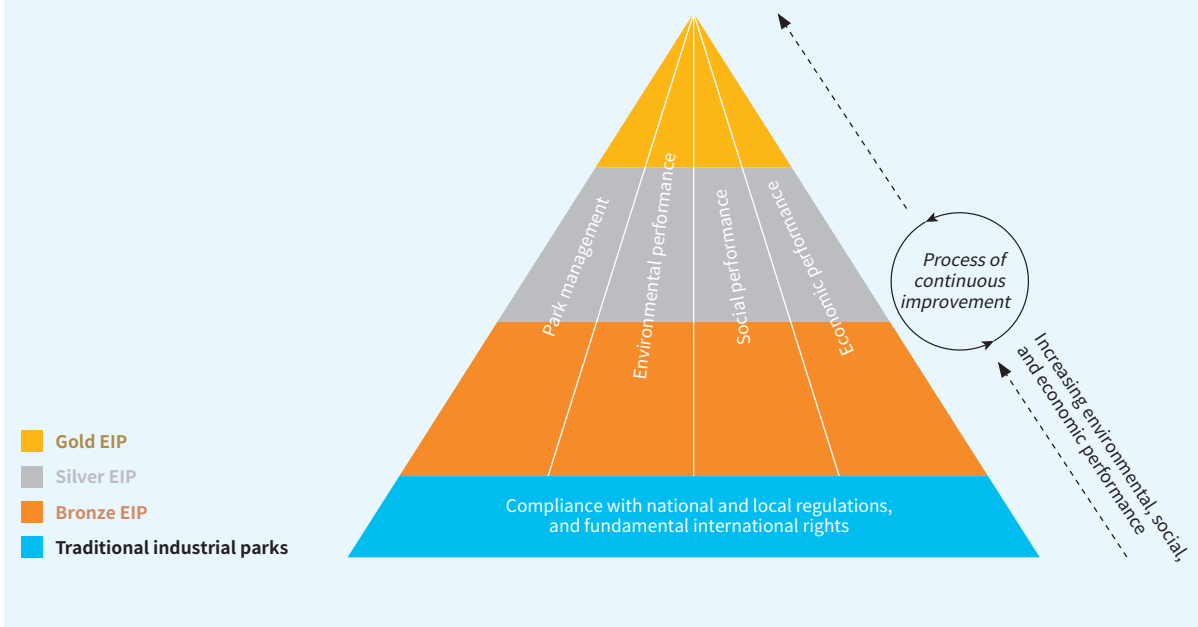 Park management
Environmental performance
Social performance
Economic performance
Process of
continuous
improvement
Increasing environmental, social,
and economic performance
Gold EIP
Silver EIP
Bronze EIP
Traditional industrial parks
Compliance with national and local regulations,
and fundamental international rights